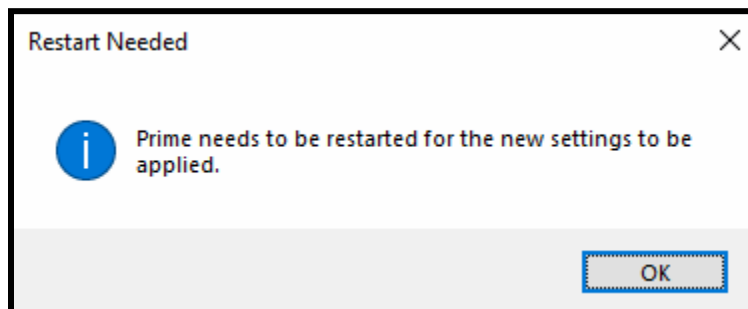 Restart Needed
Prime needs to be restarted for the new settings to be
applied.
OK